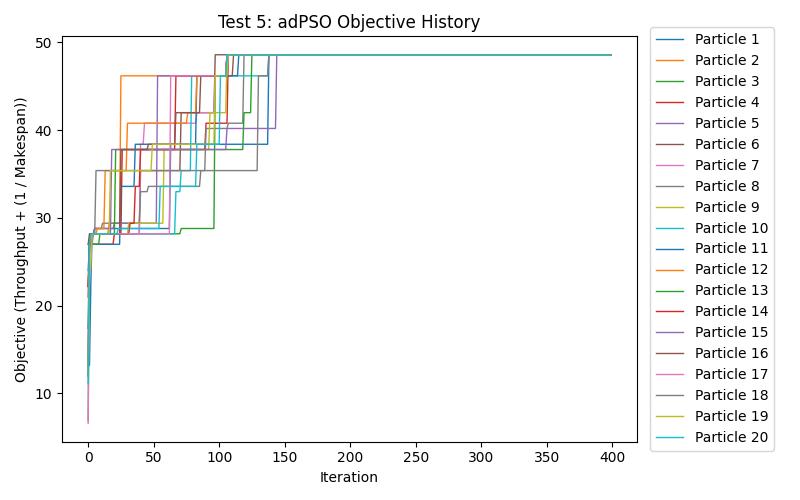 Test 5: adPSO Objective History
Objective (Throughput + (1 / Makespan))
50
40
30
20
10
0
50
100
150
200
250
300
350
400
Iteration
Particle 1
Particle 2
Particle 3
Particle 4
Particle 5
Particle 6
Particle 7
Particle 8
Particle 9
Particle 10
Particle 11
Particle 12
Particle 13
Particle 14
Particle 15
Particle 16
Particle 17
Particle 18
Particle 19
Particle 20